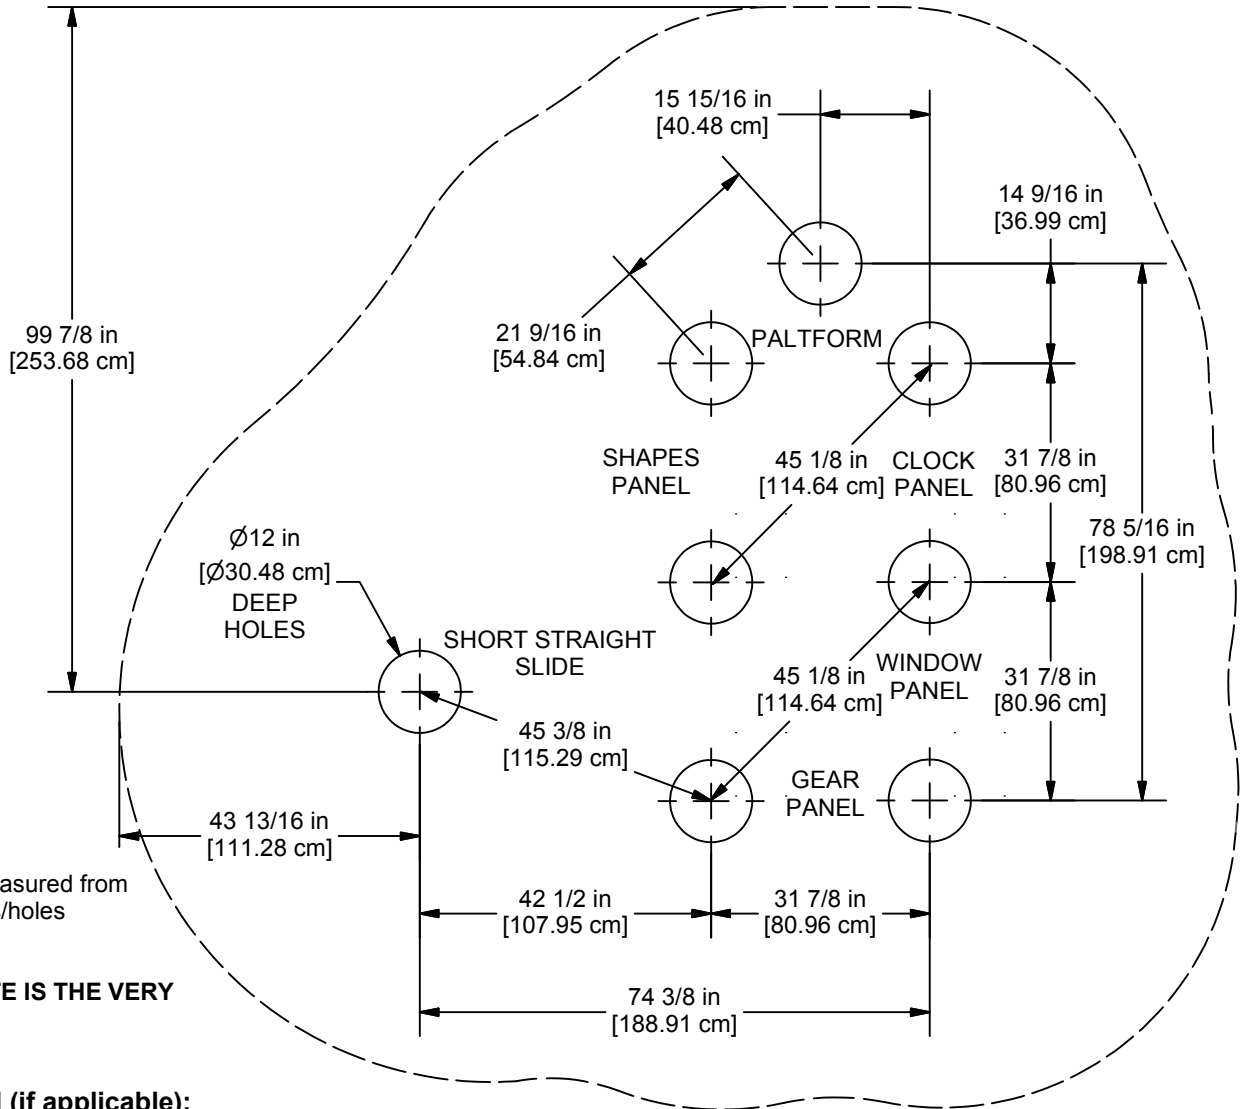 15 15/16 in
[40.48 cm]
14 9/16 in
[36.99 cm]
99 7/8 in
[253.68 cm]
21 9/16 in
[54.84 cm]
PALTFORM
SHAPES
PANEL
45 1/8 in
[114.64 cm]
CLOCK
PANEL
31 7/8 in
[80.96 cm]
78 5/16 in
[198.91 cm]
Ø12 in
[Ø30.48 cm]
DEEP
HOLES
SHORT STRAIGHT
SLIDE
45 1/8 in
[114.64 cm]
WINDOW
PANEL
31 7/8 in
[80.96 cm]
45 3/8 in
[115.29 cm]
GEAR
PANEL
43 13/16 in
[111.28 cm]
asured from
/holes
42 1/2 in
[107.95 cm]
31 7/8 in
[80.96 cm]
E IS THE VERY
74 3/8 in
[188.91 cm]
(if applicable):